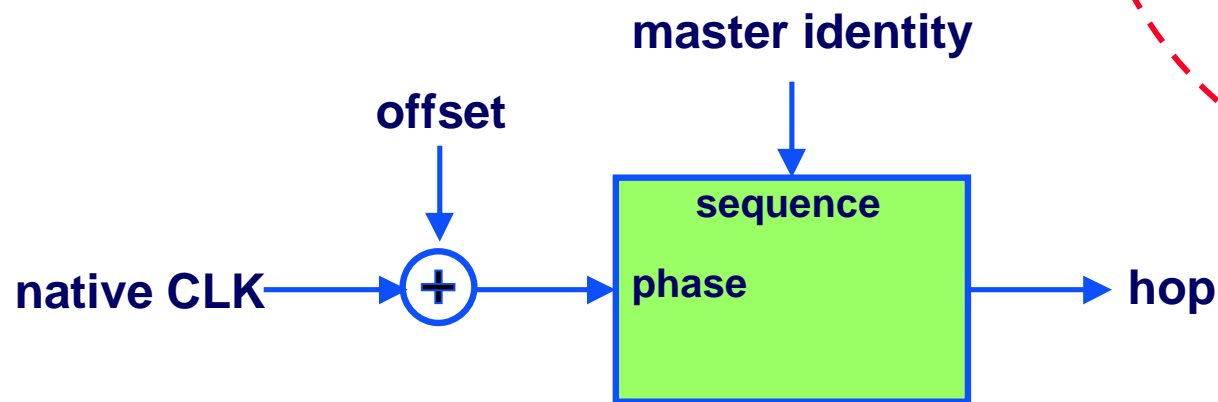 master identity
offset
sequence
native CLK
+
phase
hop